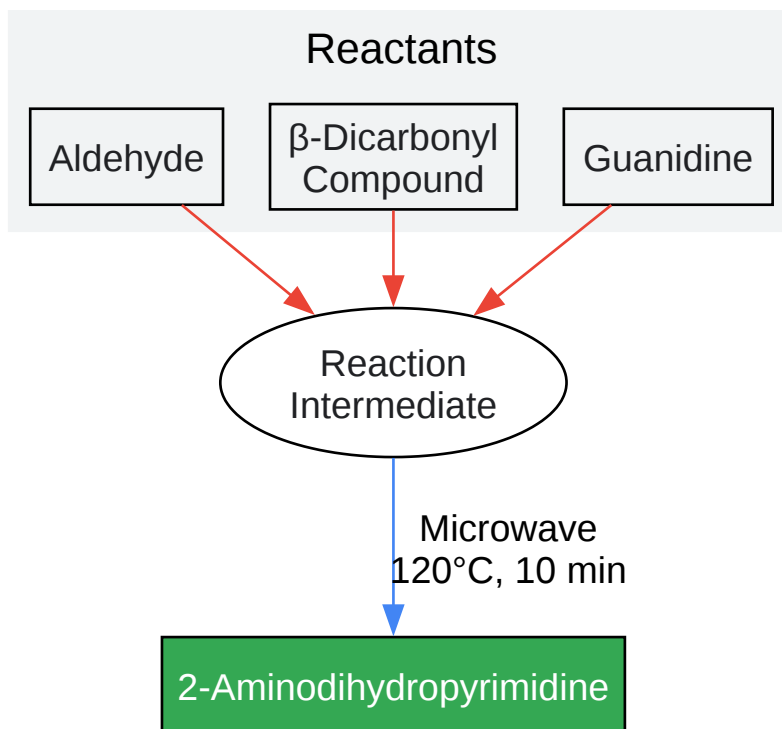 Reactants
Aldehyde
β-Dicarbonyl
Compound
Guanidine
Reaction
Intermediate
Microwave
120°C, 10 min
2-Aminodihydropyrimidine